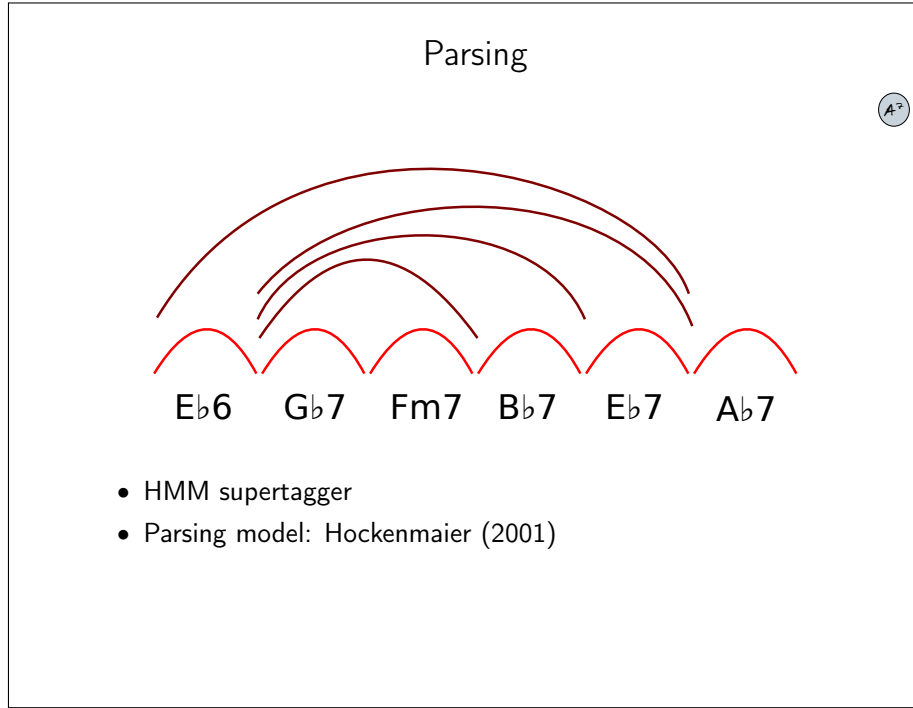 Parsing
A⁷
E♭6 G♭7 Fm7 B♭7 E♭7 A♭7
• HMM supertagger
• Parsing model: Hockenmaier (2001)